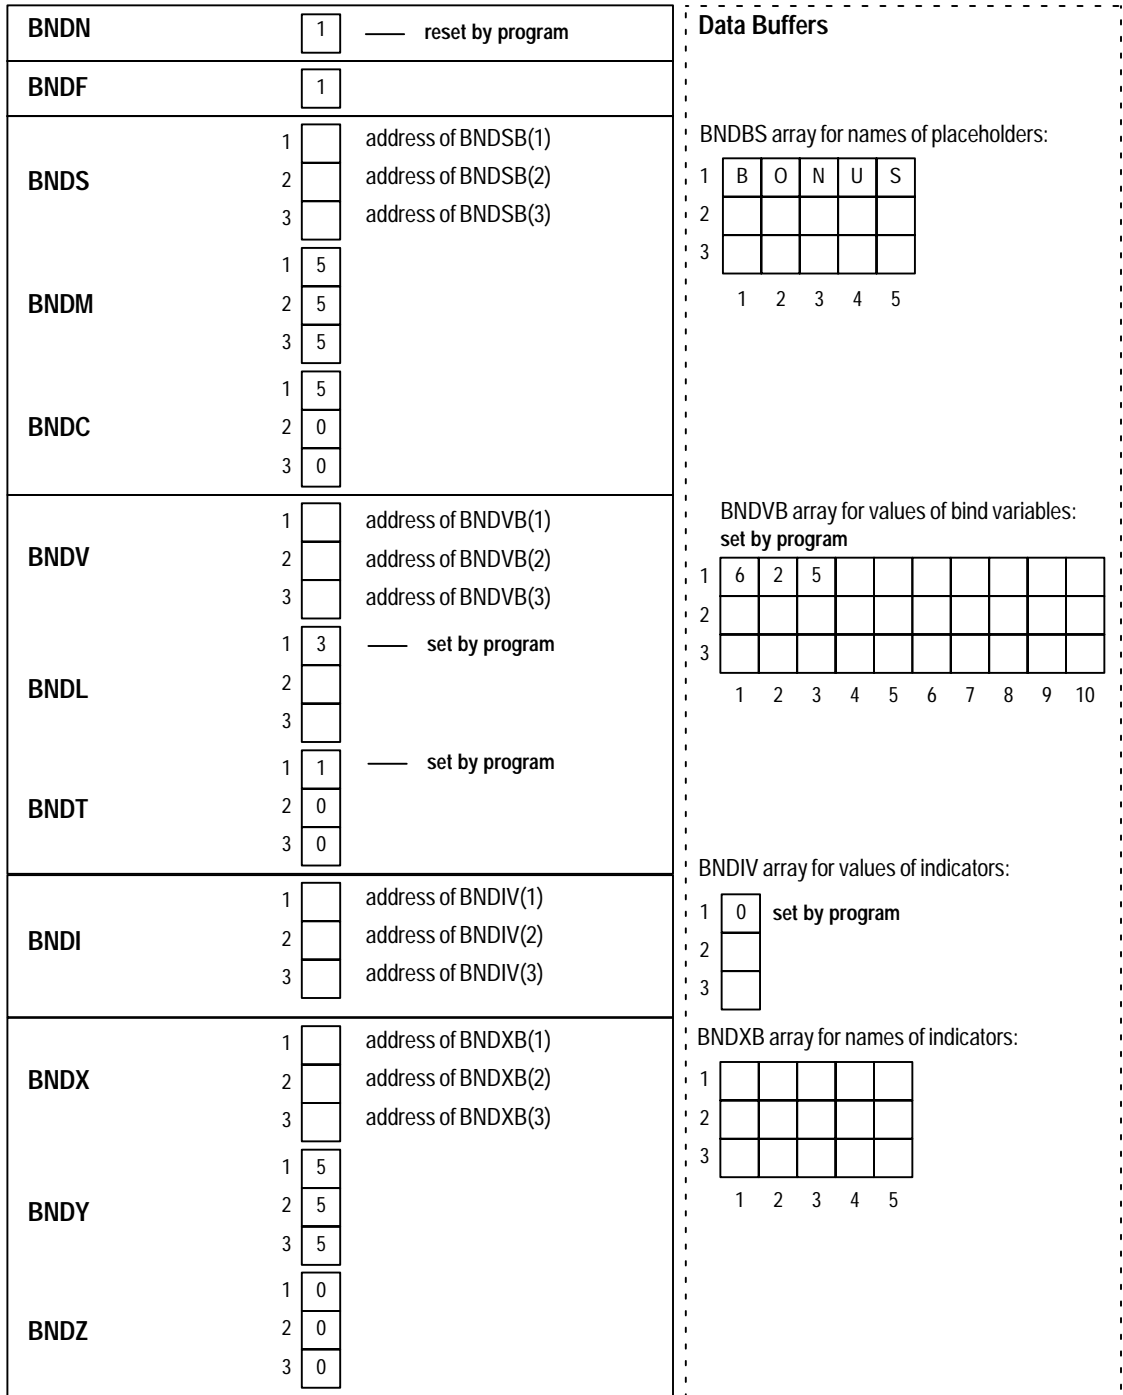 BNDN 1 reset by program
BNDF 1
BNDS
1 address of BNDSB(1)
2 address of BNDSB(2)
3 address of BNDSB(3)
BNDM
1 5
2 5
3 5
BNDC
1 5
2 0
3 0
BNDV
1 address of BNDVB(1)
2 address of BNDVB(2)
3 address of BNDVB(3)
BNDL
1 3 set by program
2
3
BNDT
1 1 set by program
2 0
3 0
BNDI
1 address of BNDIV(1)
2 address of BNDIV(2)
3 address of BNDIV(3)
BNDX
1 address of BNDXB(1)
2 address of BNDXB(2)
3 address of BNDXB(3)
BNDY
1 5
2 5
3 5
BNDZ
1 0
2 0
3 0
Data Buffers
BNDBS array for names of placeholders:
1 B O N U S
2
3
1 2 3 4 5
BNDVB array for values of bind variables:
set by program
1 6 2 5
2
3
1 2 3 4 5 6 7 8 9 10
BNDIV array for values of indicators:
1 0 set by program
2
3
BNDXB array for names of indicators:
1
2
3
1 2 3 4 5